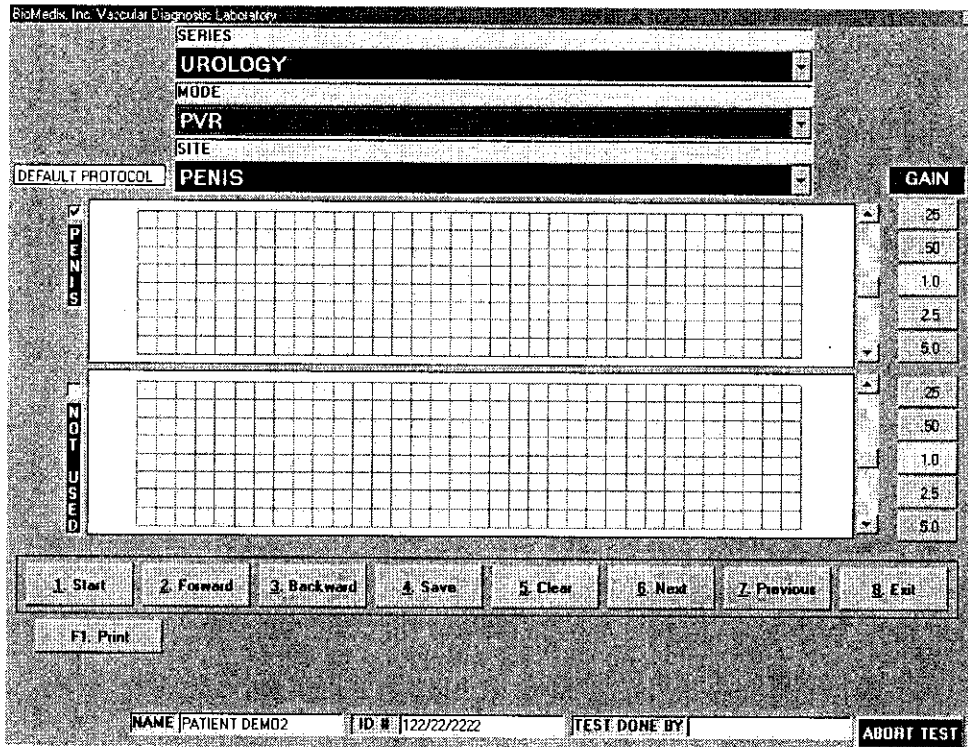 BioMedix, Inc. Vascular Diagnostic Laboratory
SERIES
UROLOGY
MODE
PVR
SITE
DEFAULT PROTOCOL
PENIS
GAIN
PENIS
.25
.50
1.0
2.5
5.0
NOT USED
.25
.50
1.0
2.5
5.0
1. Start
2. Forward
3. Backward
4. Save
5. Clear
6. Next
7. Previous
8. Exit
F1. Print
NAME PATIENT DEMO2
ID # 122/22/2222
TEST DONE BY
ABORT TEST